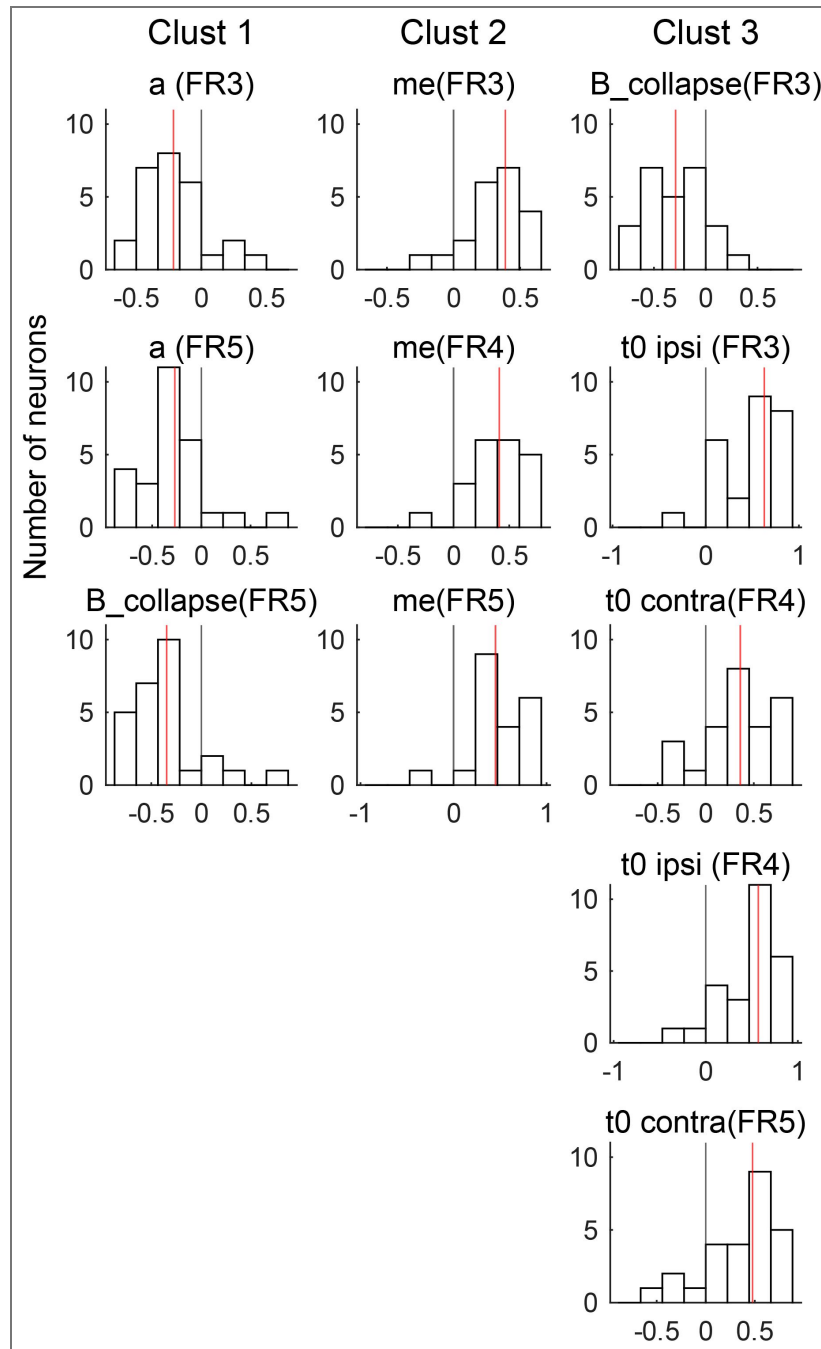 Clust 1 Clust 2 Clust 3
a (FR3) me(FR3) B_collapse(FR3)
10 10 10
5 5 5
0 0 0
-0.5 0 0.5 -0.5 0 0.5 -0.5 0 0.5
Number of neurons
a (FR5) me(FR4) t0 ipsi (FR3)
10 10 10
5 5 5
0 0 0
-0.5 0 0.5 -0.5 0 0.5 -1 0 1
B_collapse(FR5) me(FR5) t0 contra(FR4)
10 10 10
5 5 5
0 0 0
-0.5 0 0.5 -1 0 1 -0.5 0 0.5
t0 ipsi (FR4)
10
5
0
-1 0 1
t0 contra(FR5)
10
5
0
-0.5 0 0.5